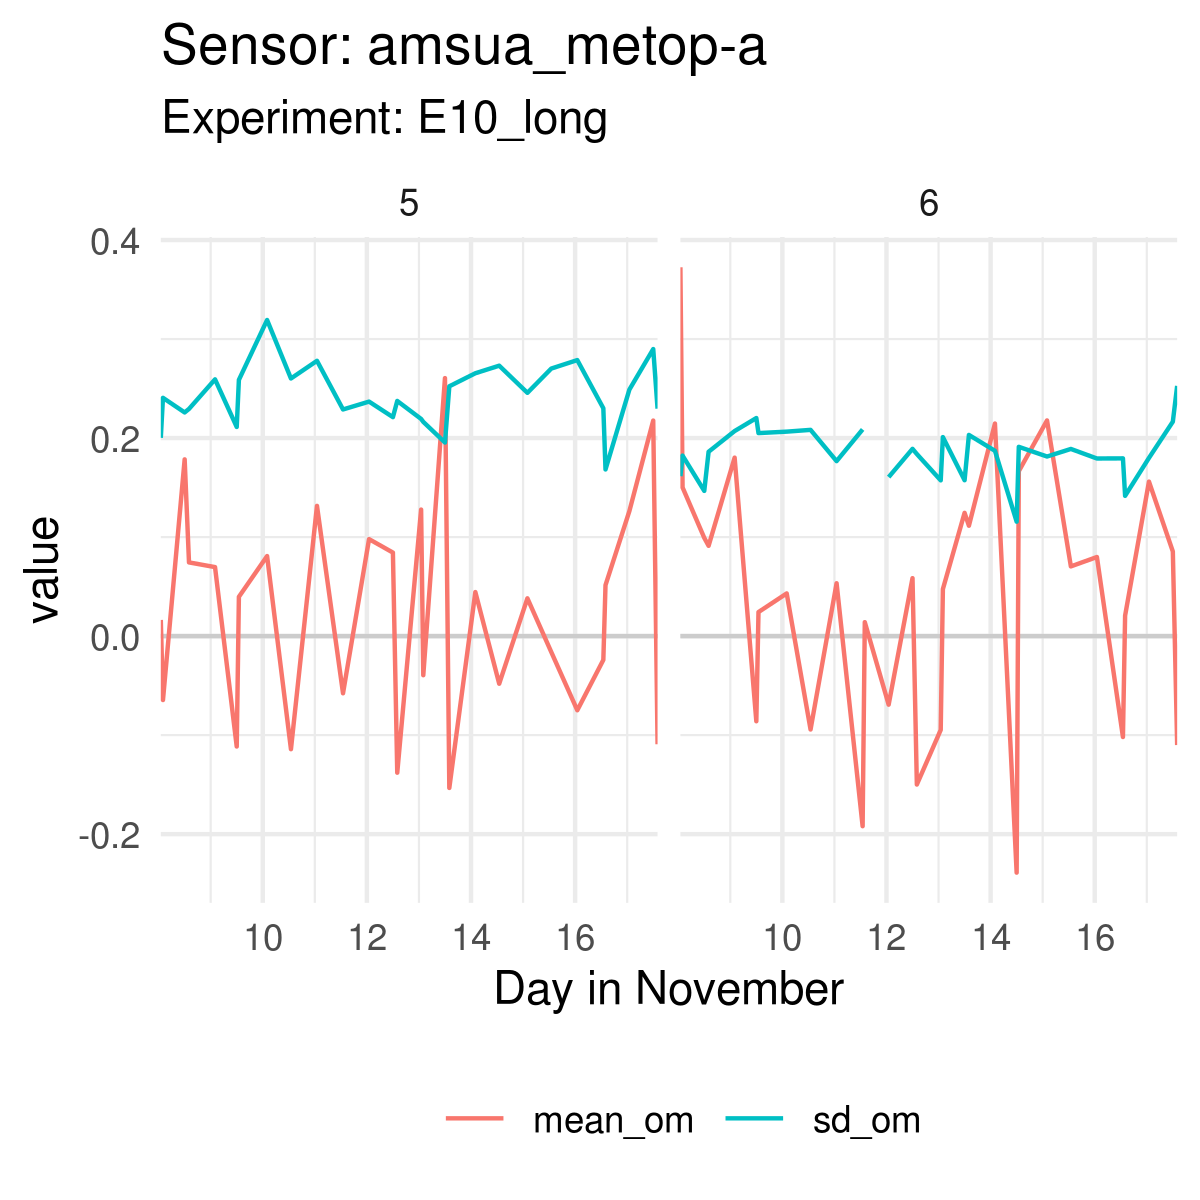 Sensor: amsua_metop-a
Experiment: E10_long
5 6
0.4
0.2
0.0
-0.2
value
10 12 14 16 10 12 14 16
Day in November
mean_om sd_om